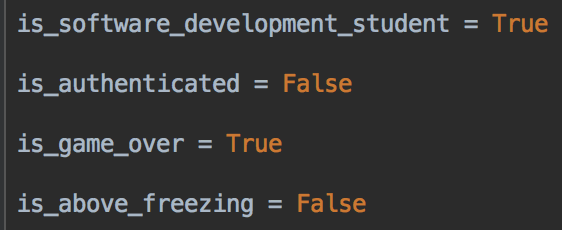 is_software_development_student = True
is_authenticated = False
is_game_over = True
is_above_freezing = False